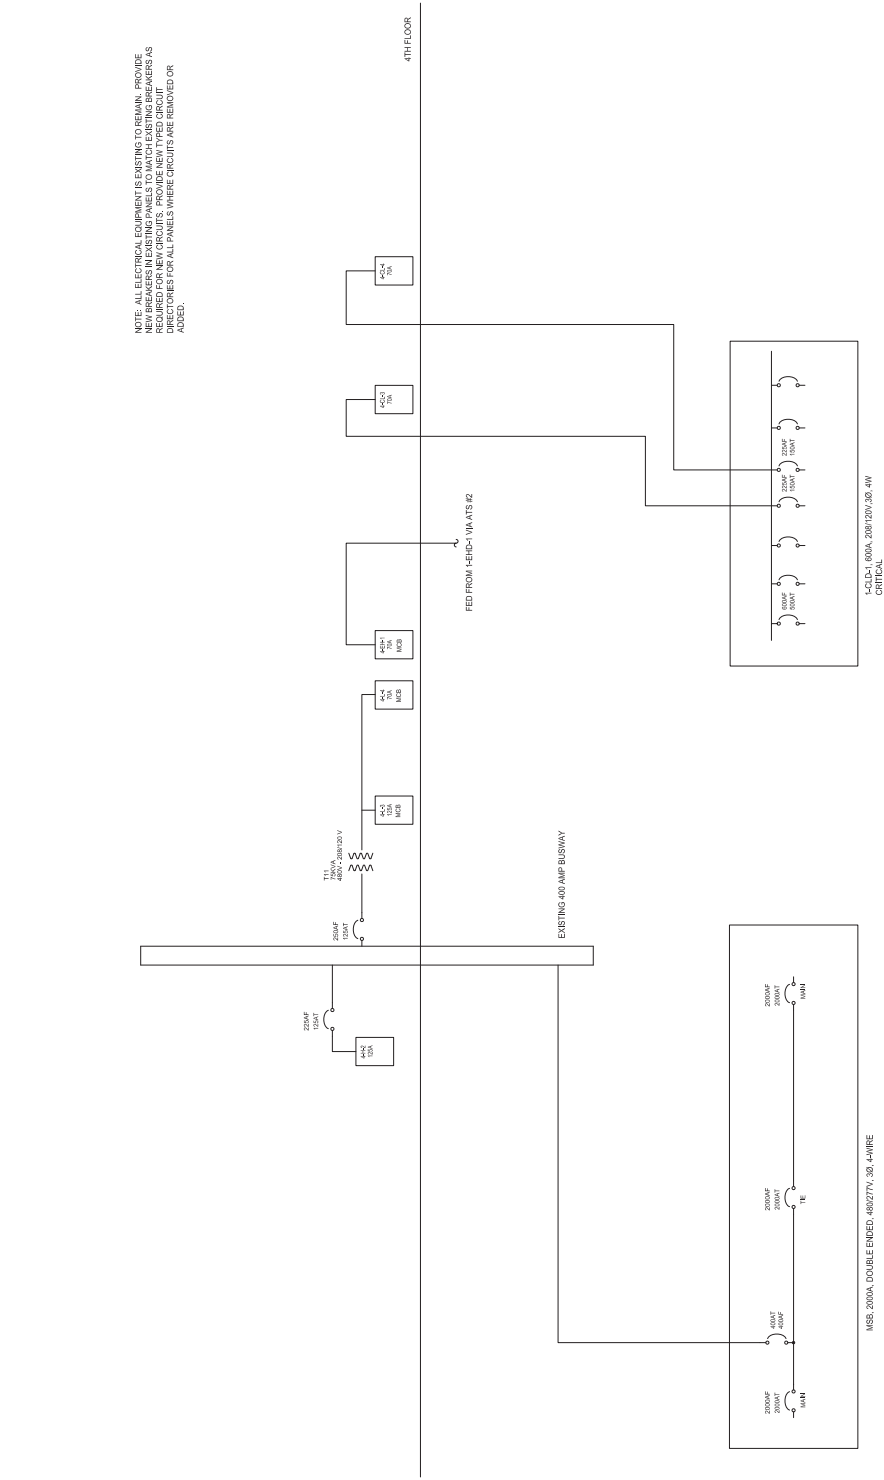 NOTE: ALL ELECTRICAL EQUIPMENT IS EXISTING TO REMAIN. PROVIDE
NEW BREAKERS IN EXISTING PANELS TO MATCH EXISTING BREAKERS AS
REQUIRED FOR NEW CIRCUITS. PROVIDE NEW TYPED CIRCUIT
DIRECTORIES FOR ALL PANELS WHERE CIRCUITS ARE REMOVED OR
ADDED.
4TH FLOOR
4-CL-4
70A
4-CL-3
70A
FED FROM 1-EHD-1 VIA ATS #2
4-EH-1
70A
MCB
4-L-4
70A
MCB
4-L-3
125A
MCB
T11
75KVA
480V - 208/120 V
250AF
125AT
EXISTING 400 AMP BUSWAY
225AF
125AT
4-H-2
125A
225AF
150AT
225AF
150AT
600AF
500AT
1-CLD-1, 600A, 208/120V,3Ø, 4W
CRITICAL
2000AF
2000AT
MAIN
2000AF
2000AT
TIE
400AT
400AF
2000AF
2000AT
MAIN
MSB, 2000A, DOUBLE ENDED, 480/277V, 3Ø, 4-WIRE